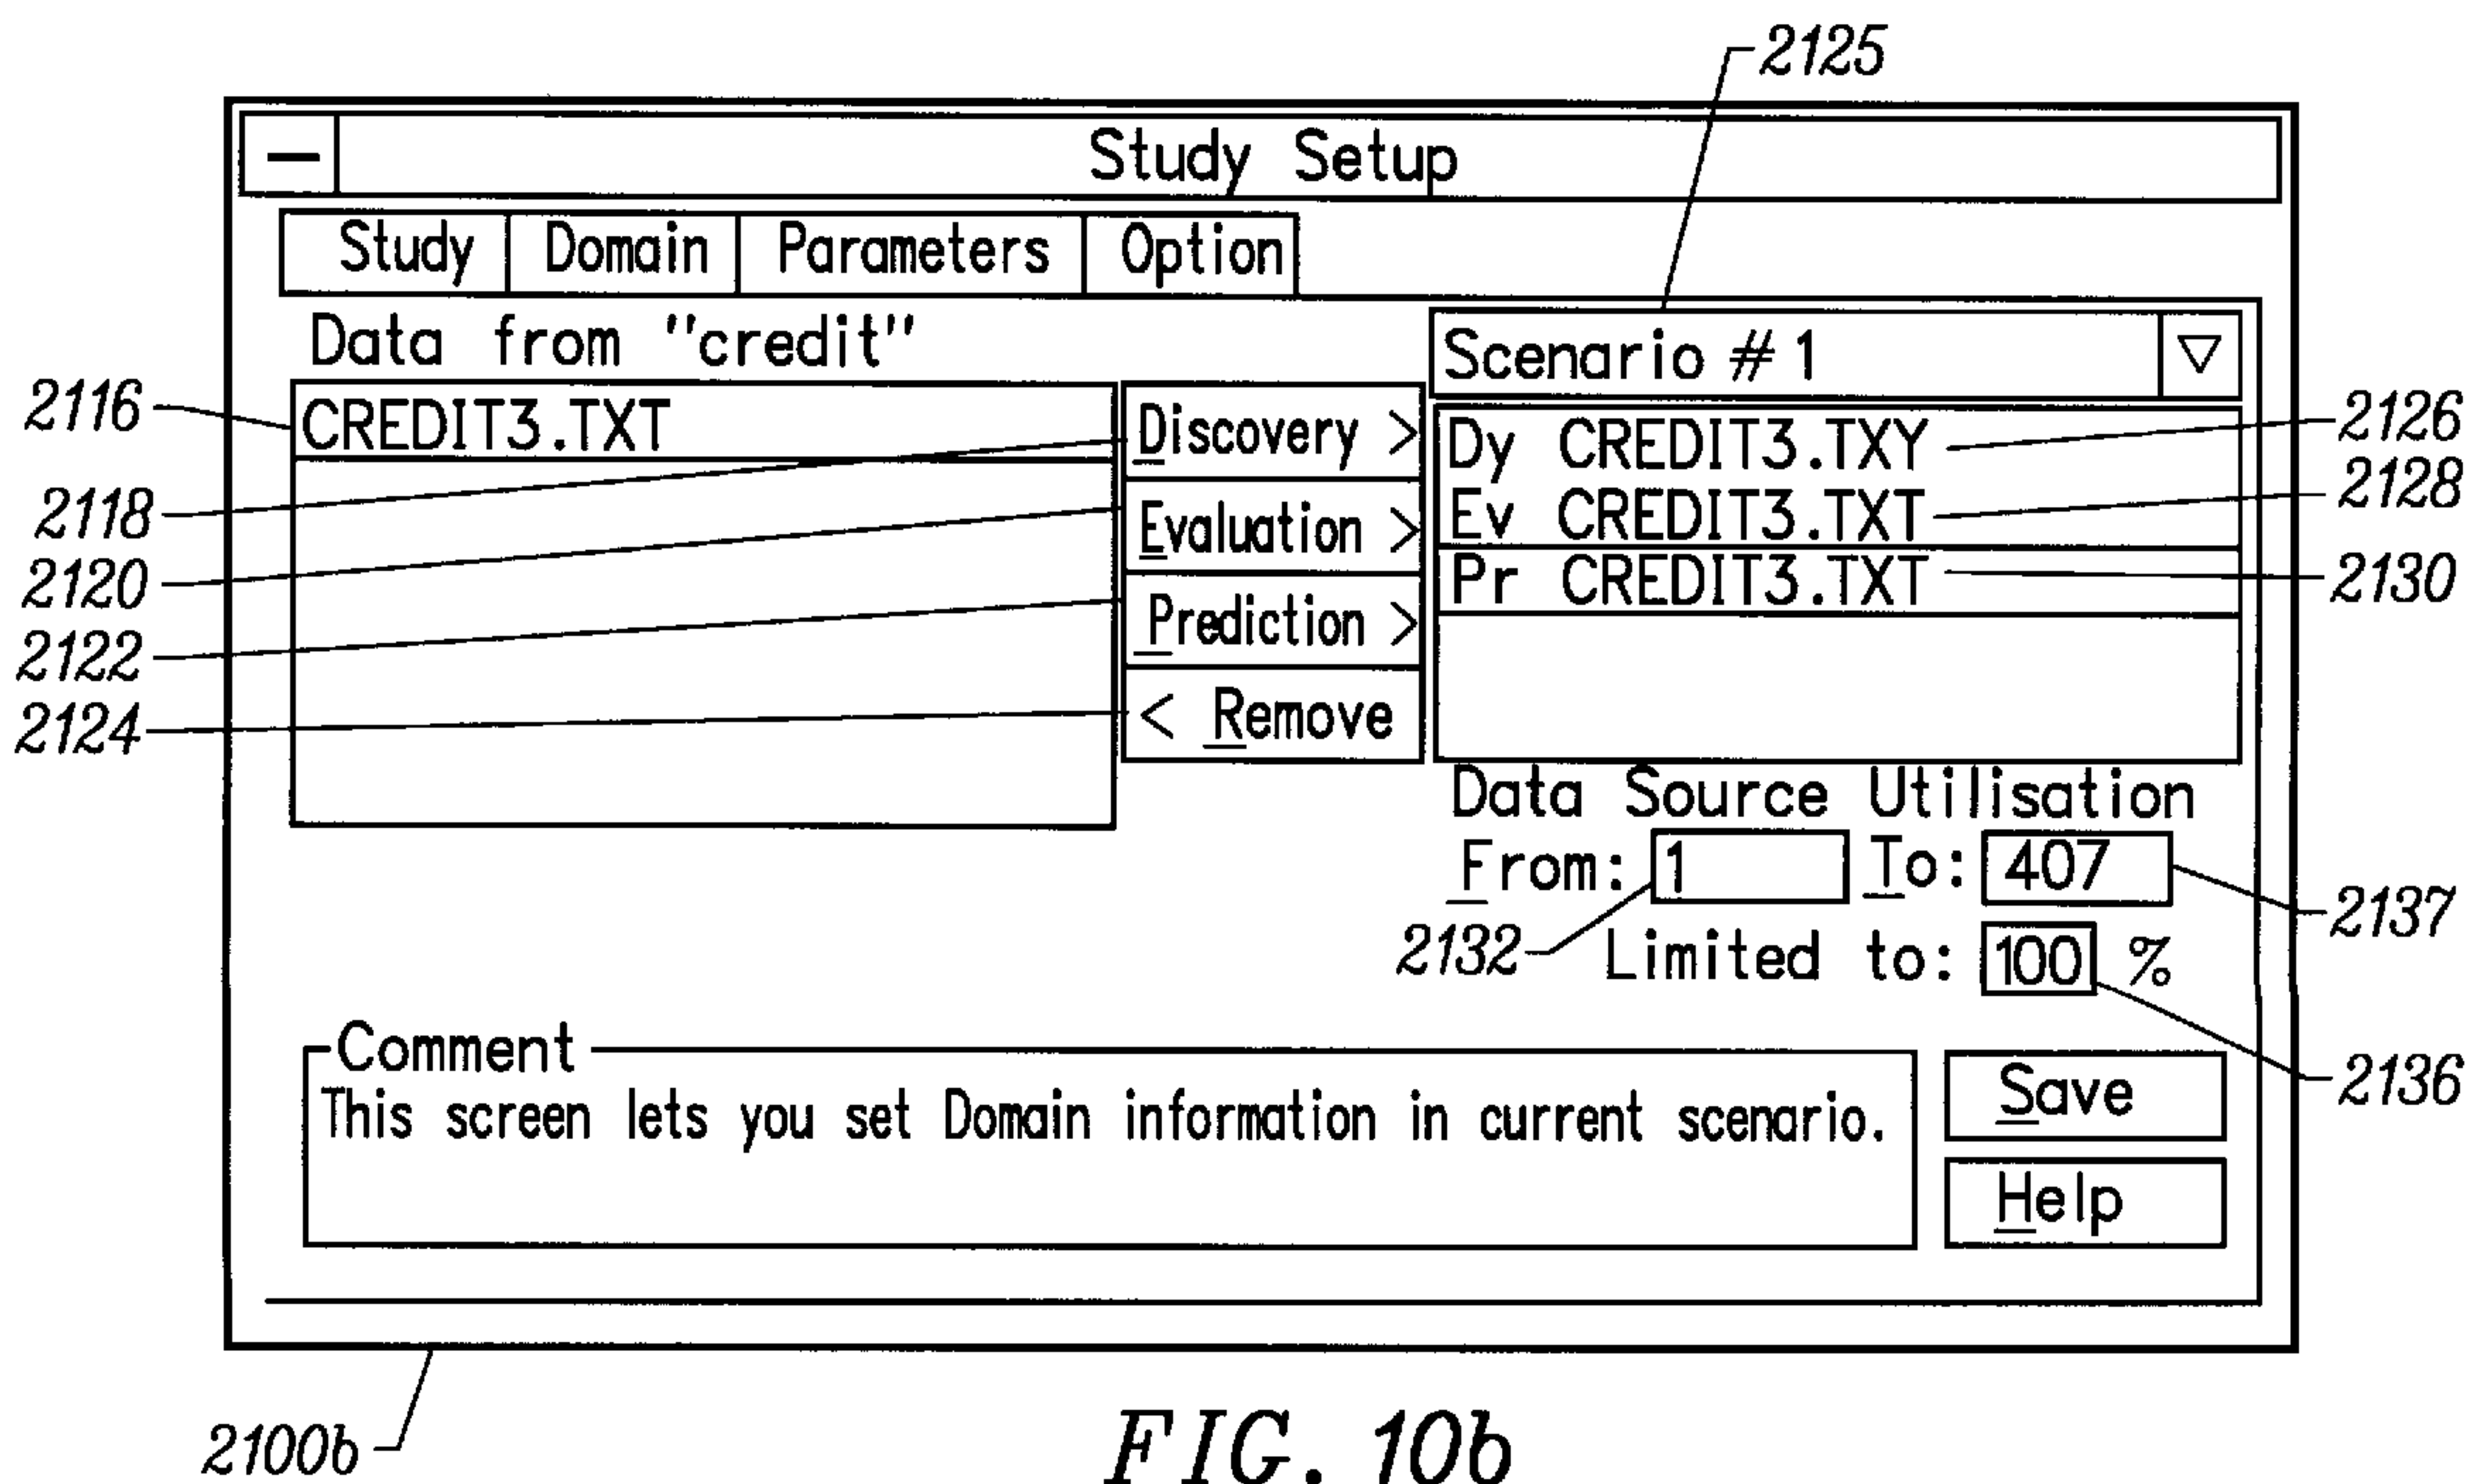 2125
Study Setup
Study Domain Parameters Option
Data from "credit"
Scenario #1
2116
CREDIT3.TXT
2118
2120
2122
2124
Discovery >
Evaluation >
Prediction >
< Remove
Dy CREDIT3.TXY
Ev CREDIT3.TXT
Pr CREDIT3.TXT
2126
2128
2130
Data Source Utilisation
From: 1 To: 407
2137
2132
Limited to: 100 %
2136
Comment
This screen lets you set Domain information in current scenario.
Save
Help
2100b
FIG. 10b